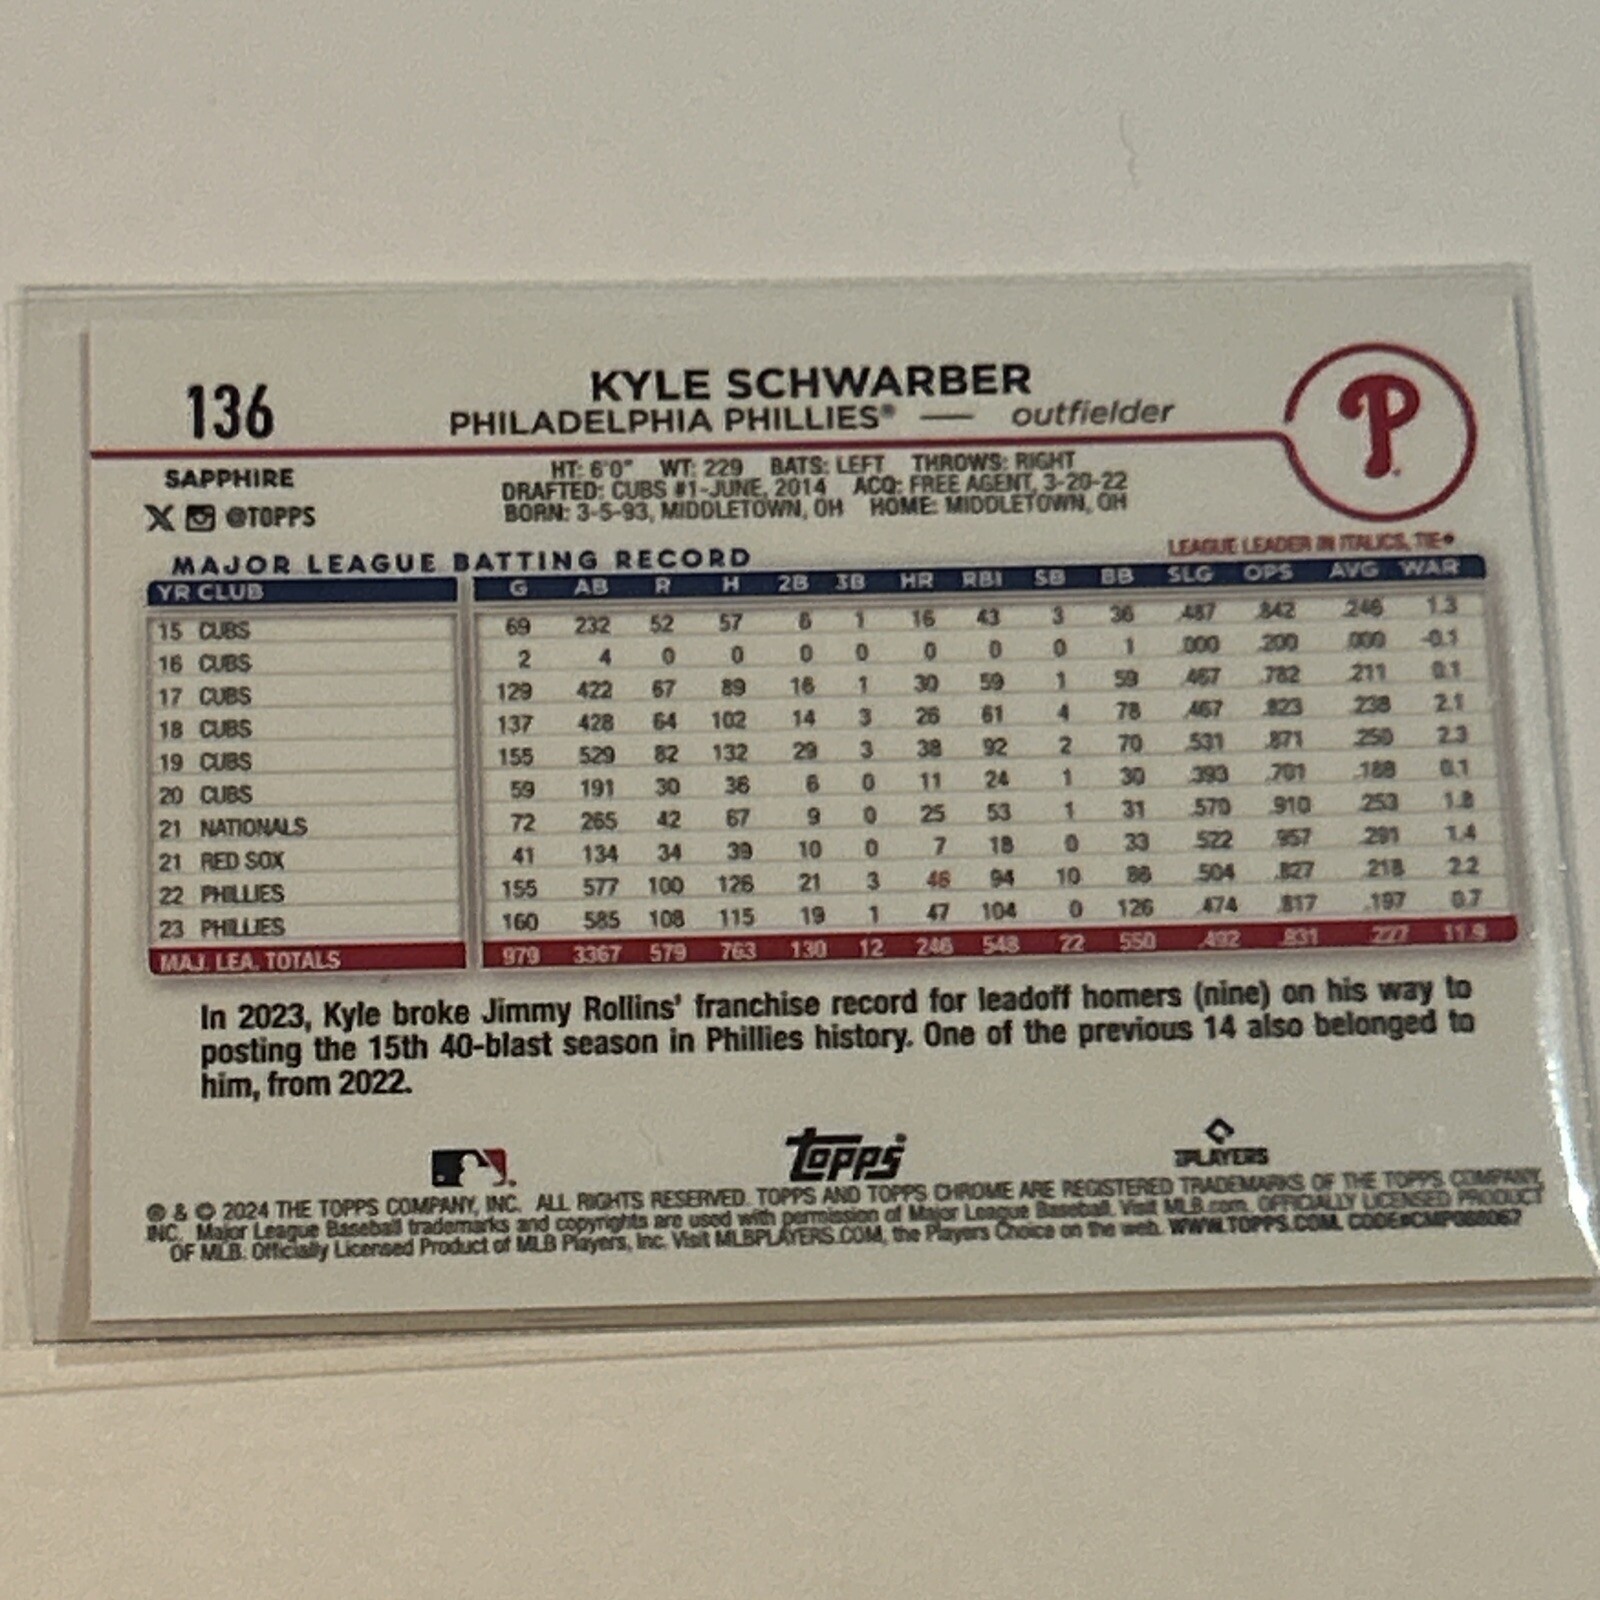 136
KYLE SCHWARBER
PHILADELPHIA PHILLIES® — outfielder
P
SAPPHIRE
X @TOPPS
HT: 6'0" WT: 229 BATS: LEFT THROWS: RIGHT
DRAFTED: CUBS #1-JUNE, 2014 ACQ: FREE AGENT, 3-20-22
BORN: 3-5-93, MIDDLETOWN, OH HOME: MIDDLETOWN, OH
LEAGUE LEADER IN ITALICS, TIE♦
MAJOR LEAGUE BATTING RECORD
YR CLUB G AB R H 2B 3B HR RBI SB BB SLG OPS AVG WAR
15 CUBS 69 232 52 57 6 1 16 43 3 36 .487 .842 .246 1.3
16 CUBS 2 4 0 0 0 0 0 0 0 1 .000 .200 .000 -0.1
17 CUBS 129 422 67 89 16 1 30 59 1 59 .467 .782 .211 0.1
18 CUBS 137 428 64 102 14 3 26 61 4 78 .467 .823 .238 2.1
19 CUBS 155 529 82 132 29 3 38 92 2 70 .531 .871 .250 2.3
20 CUBS 59 191 30 36 6 0 11 24 1 30 .393 .701 .188 0.1
21 NATIONALS 72 265 42 67 9 0 25 53 1 31 .570 .910 .253 1.8
21 RED SOX 41 134 34 39 10 0 7 18 0 33 .522 .957 .291 1.4
22 PHILLIES 155 577 100 126 21 3 46 94 10 86 .504 .827 .218 2.2
23 PHILLIES 160 585 108 115 19 1 47 104 0 126 .474 .817 .197 0.7
MAJ. LEA. TOTALS 979 3367 579 763 130 12 246 548 22 550 .492 .831 .227 11.9
In 2023, Kyle broke Jimmy Rollins' franchise record for leadoff homers (nine) on his way to
posting the 15th 40-blast season in Phillies history. One of the previous 14 also belonged to
him, from 2022.
topps
PLAYERS
® & © 2024 THE TOPPS COMPANY, INC. ALL RIGHTS RESERVED. TOPPS AND TOPPS CHROME ARE REGISTERED TRADEMARKS OF THE TOPPS COMPANY,
INC. Major League Baseball trademarks and copyrights are used with permission of Major League Baseball. Visit MLB.com. OFFICIALLY LICENSED PRODUCT
OF MLB. Officially Licensed Product of MLB Players, Inc. Visit MLBPLAYERS.COM, the Players Choice on the web. WWW.TOPPS.COM. CODE#CMP088062